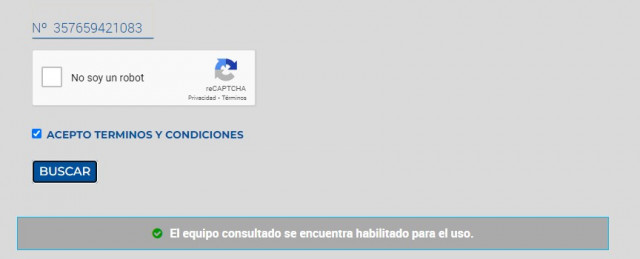 Nº 357659421083
No soy un robot
reCAPTCHA
Privacidad - Términos
ACEPTO TERMINOS Y CONDICIONES
BUSCAR
El equipo consultado se encuentra habilitado para el uso.